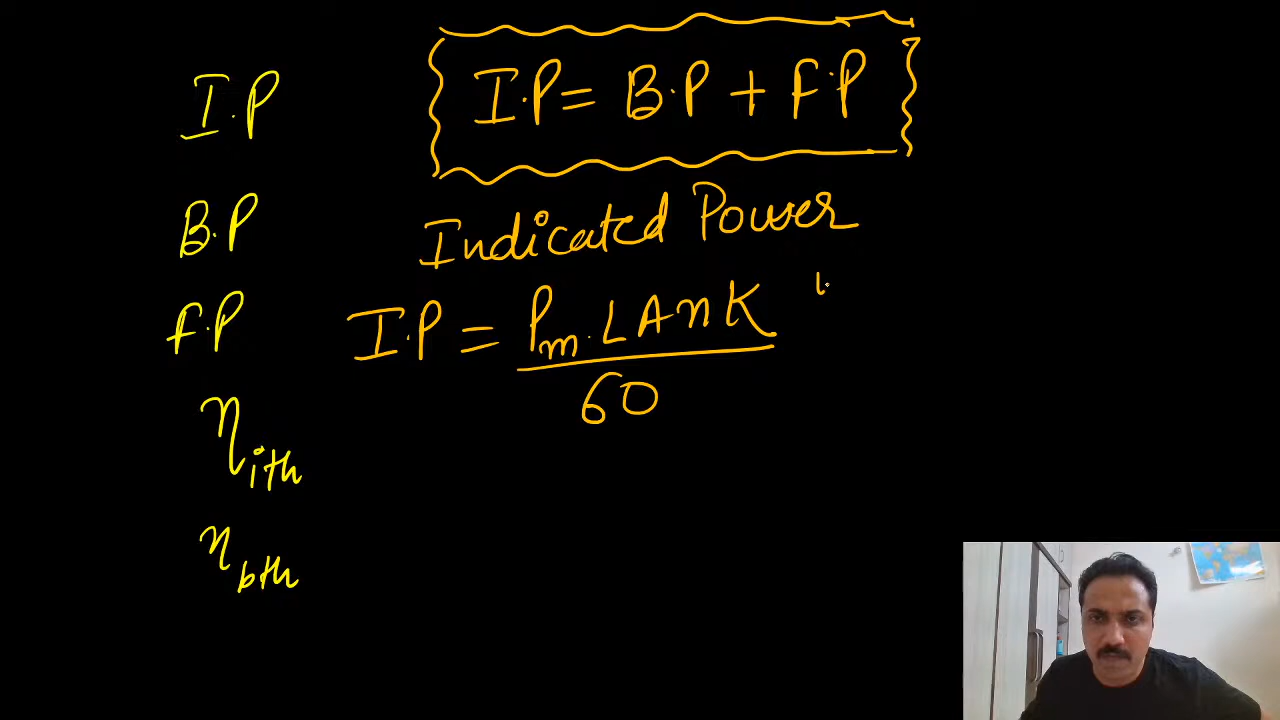 I.P
I.P = B.P + F.P
B.P
Indicated Power
F.P
I.P = Pm. LAnK
60
ηith
ηbth